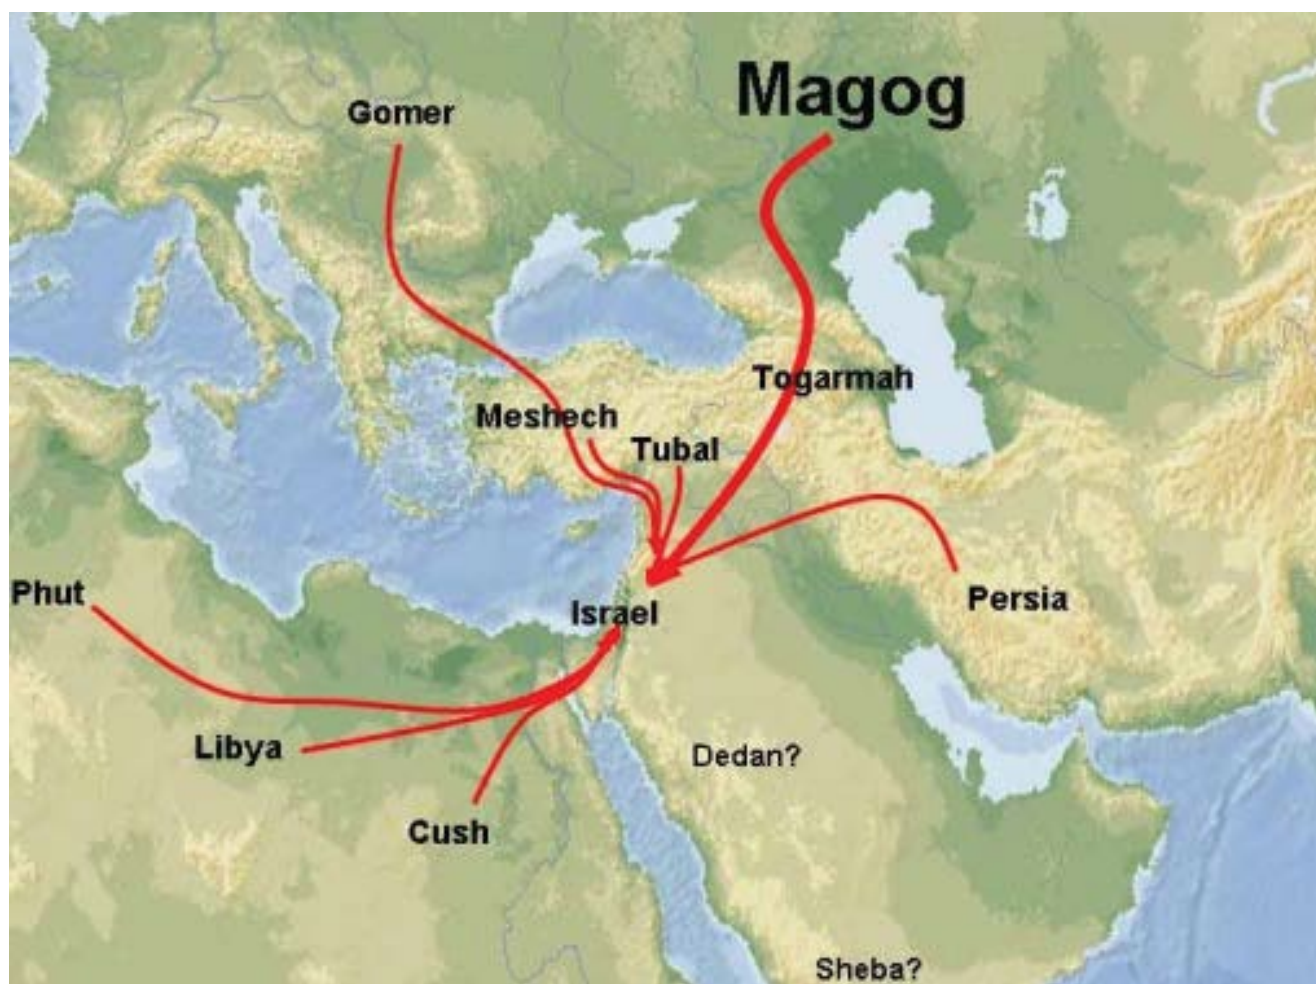 Magog
Gomer
Togarmah
Meshech
Tubal
Phut
Israel
Persia
Libya
Dedan?
Cush
Sheba?